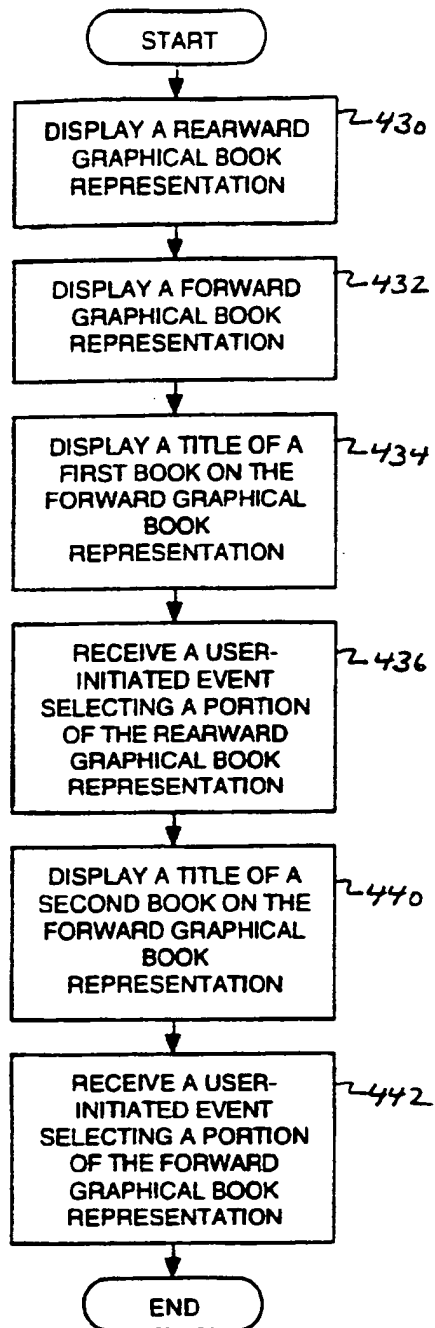 START
DISPLAY A REARWARD
430
GRAPHICAL BOOK
REPRESENTATION
DISPLAY A FORWARD
432
GRAPHICAL BOOK
REPRESENTATION
DISPLAY A TITLE OF A
434
FIRST BOOK ON THE
FORWARD GRAPHICAL
BOOK
REPRESENTATION
RECEIVE A USER-
436
INITIATED EVENT
SELECTING A PORTION
OF THE REARWARD
GRAPHICAL BOOK
REPRESENTATION
DISPLAY A TITLE OF A
440
SECOND BOOK ON THE
FORWARD GRAPHICAL
BOOK
REPRESENTATION
RECEIVE A USER-
442
INITIATED EVENT
SELECTING A PORTION
OF THE FORWARD
GRAPHICAL BOOK
REPRESENTATION
END